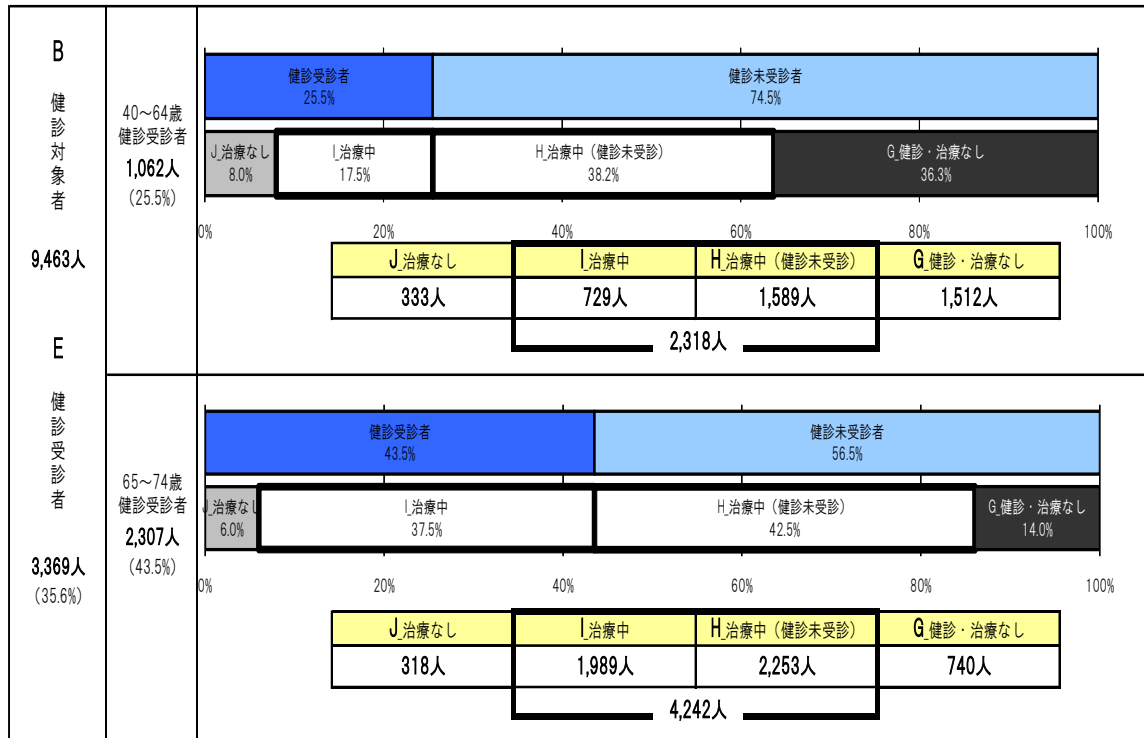 B
健診対象者
9,463人
E
健診受診者
3,369人
(35.6%)
40～64歳
健診受診者
1,062人
(25.5%)
健診受診者
25.5%
健診未受診者
74.5%
J_治療なし
8.0%
I_治療中
17.5%
H_治療中（健診未受診）
38.2%
G_健診・治療なし
36.3%
0% 20% 40% 60% 80% 100%
J_治療なし I_治療中 H_治療中（健診未受診） G_健診・治療なし
333人 729人 1,589人 1,512人
2,318人
65～74歳
健診受診者
2,307人
(43.5%)
健診受診者
43.5%
健診未受診者
56.5%
J_治療なし
6.0%
I_治療中
37.5%
H_治療中（健診未受診）
42.5%
G_健診・治療なし
14.0%
0% 20% 40% 60% 80% 100%
J_治療なし I_治療中 H_治療中（健診未受診） G_健診・治療なし
318人 1,989人 2,253人 740人
4,242人